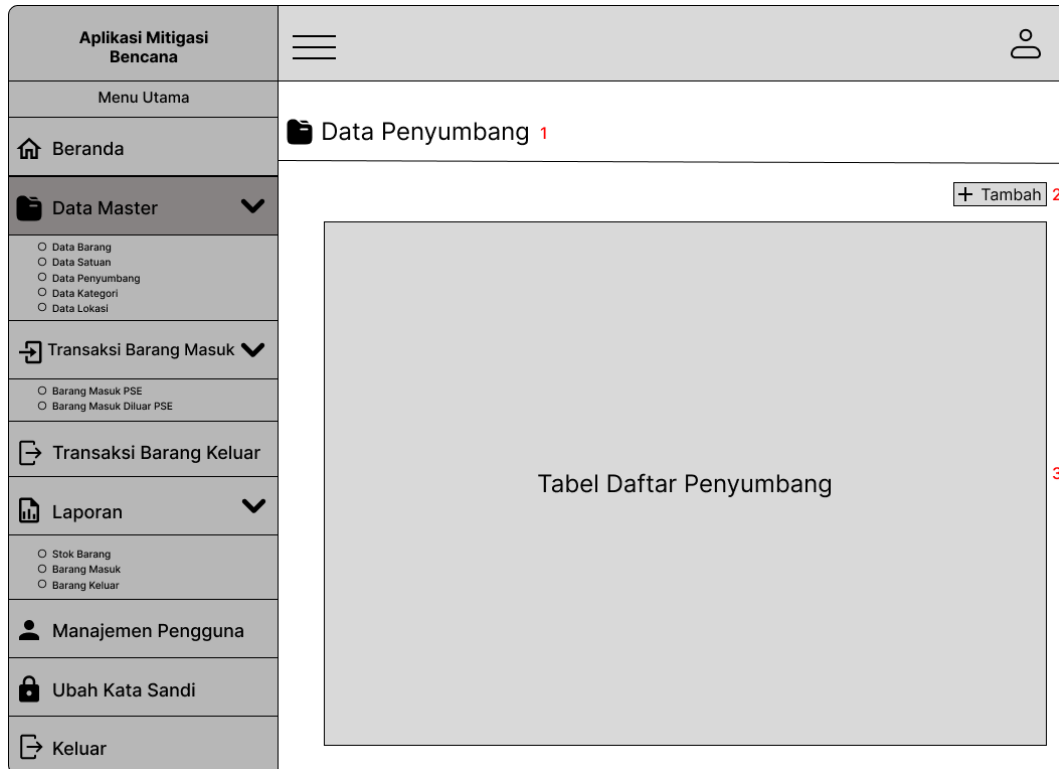 Aplikasi Mitigasi
Bencana
Menu Utama
Beranda
Data Master
Data Barang
Data Satuan
Data Penyumbang
Data Kategori
Data Lokasi
Transaksi Barang Masuk
Barang Masuk PSE
Barang Masuk Diluar PSE
Transaksi Barang Keluar
Laporan
Stok Barang
Barang Masuk
Barang Keluar
Manajemen Pengguna
Ubah Kata Sandi
Keluar
Data Penyumbang 1
+ Tambah 2
Tabel Daftar Penyumbang
3